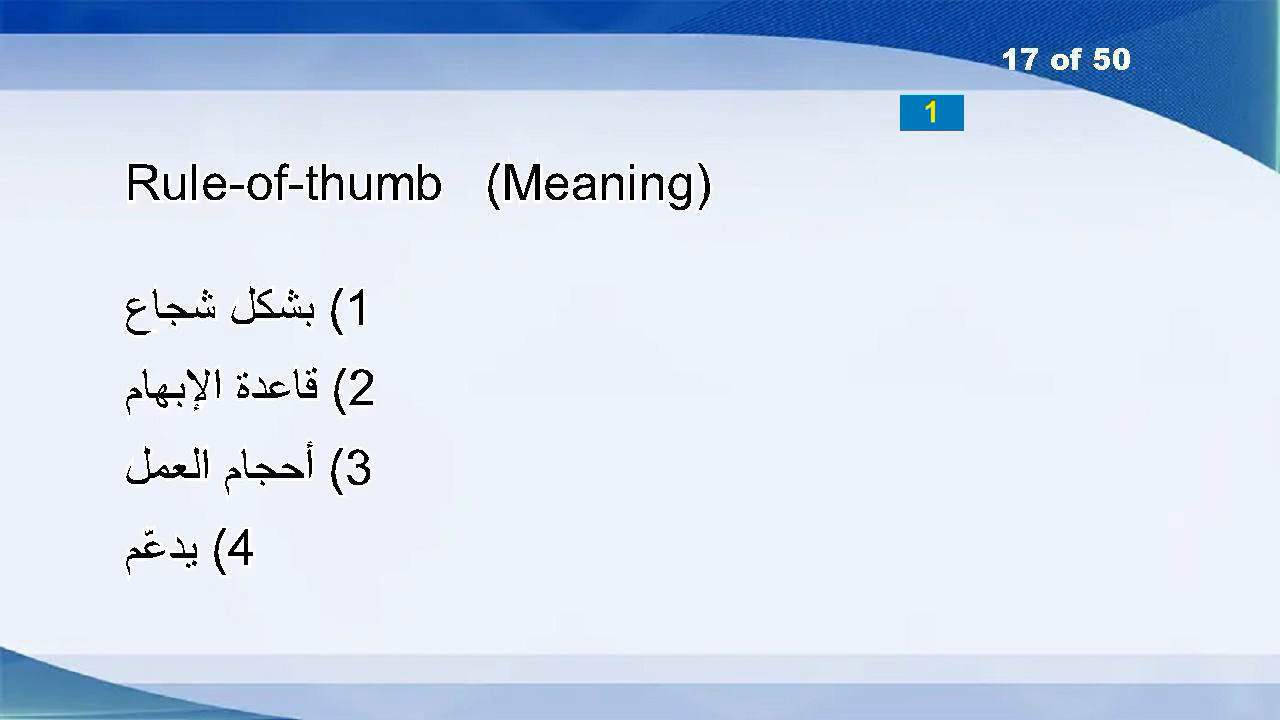 17 of 50
1
Rule-of-thumb (Meaning)
1) بشكل شجاع
2) قاعدة الإبهام
3) أحجام العمل
4) يدعّم